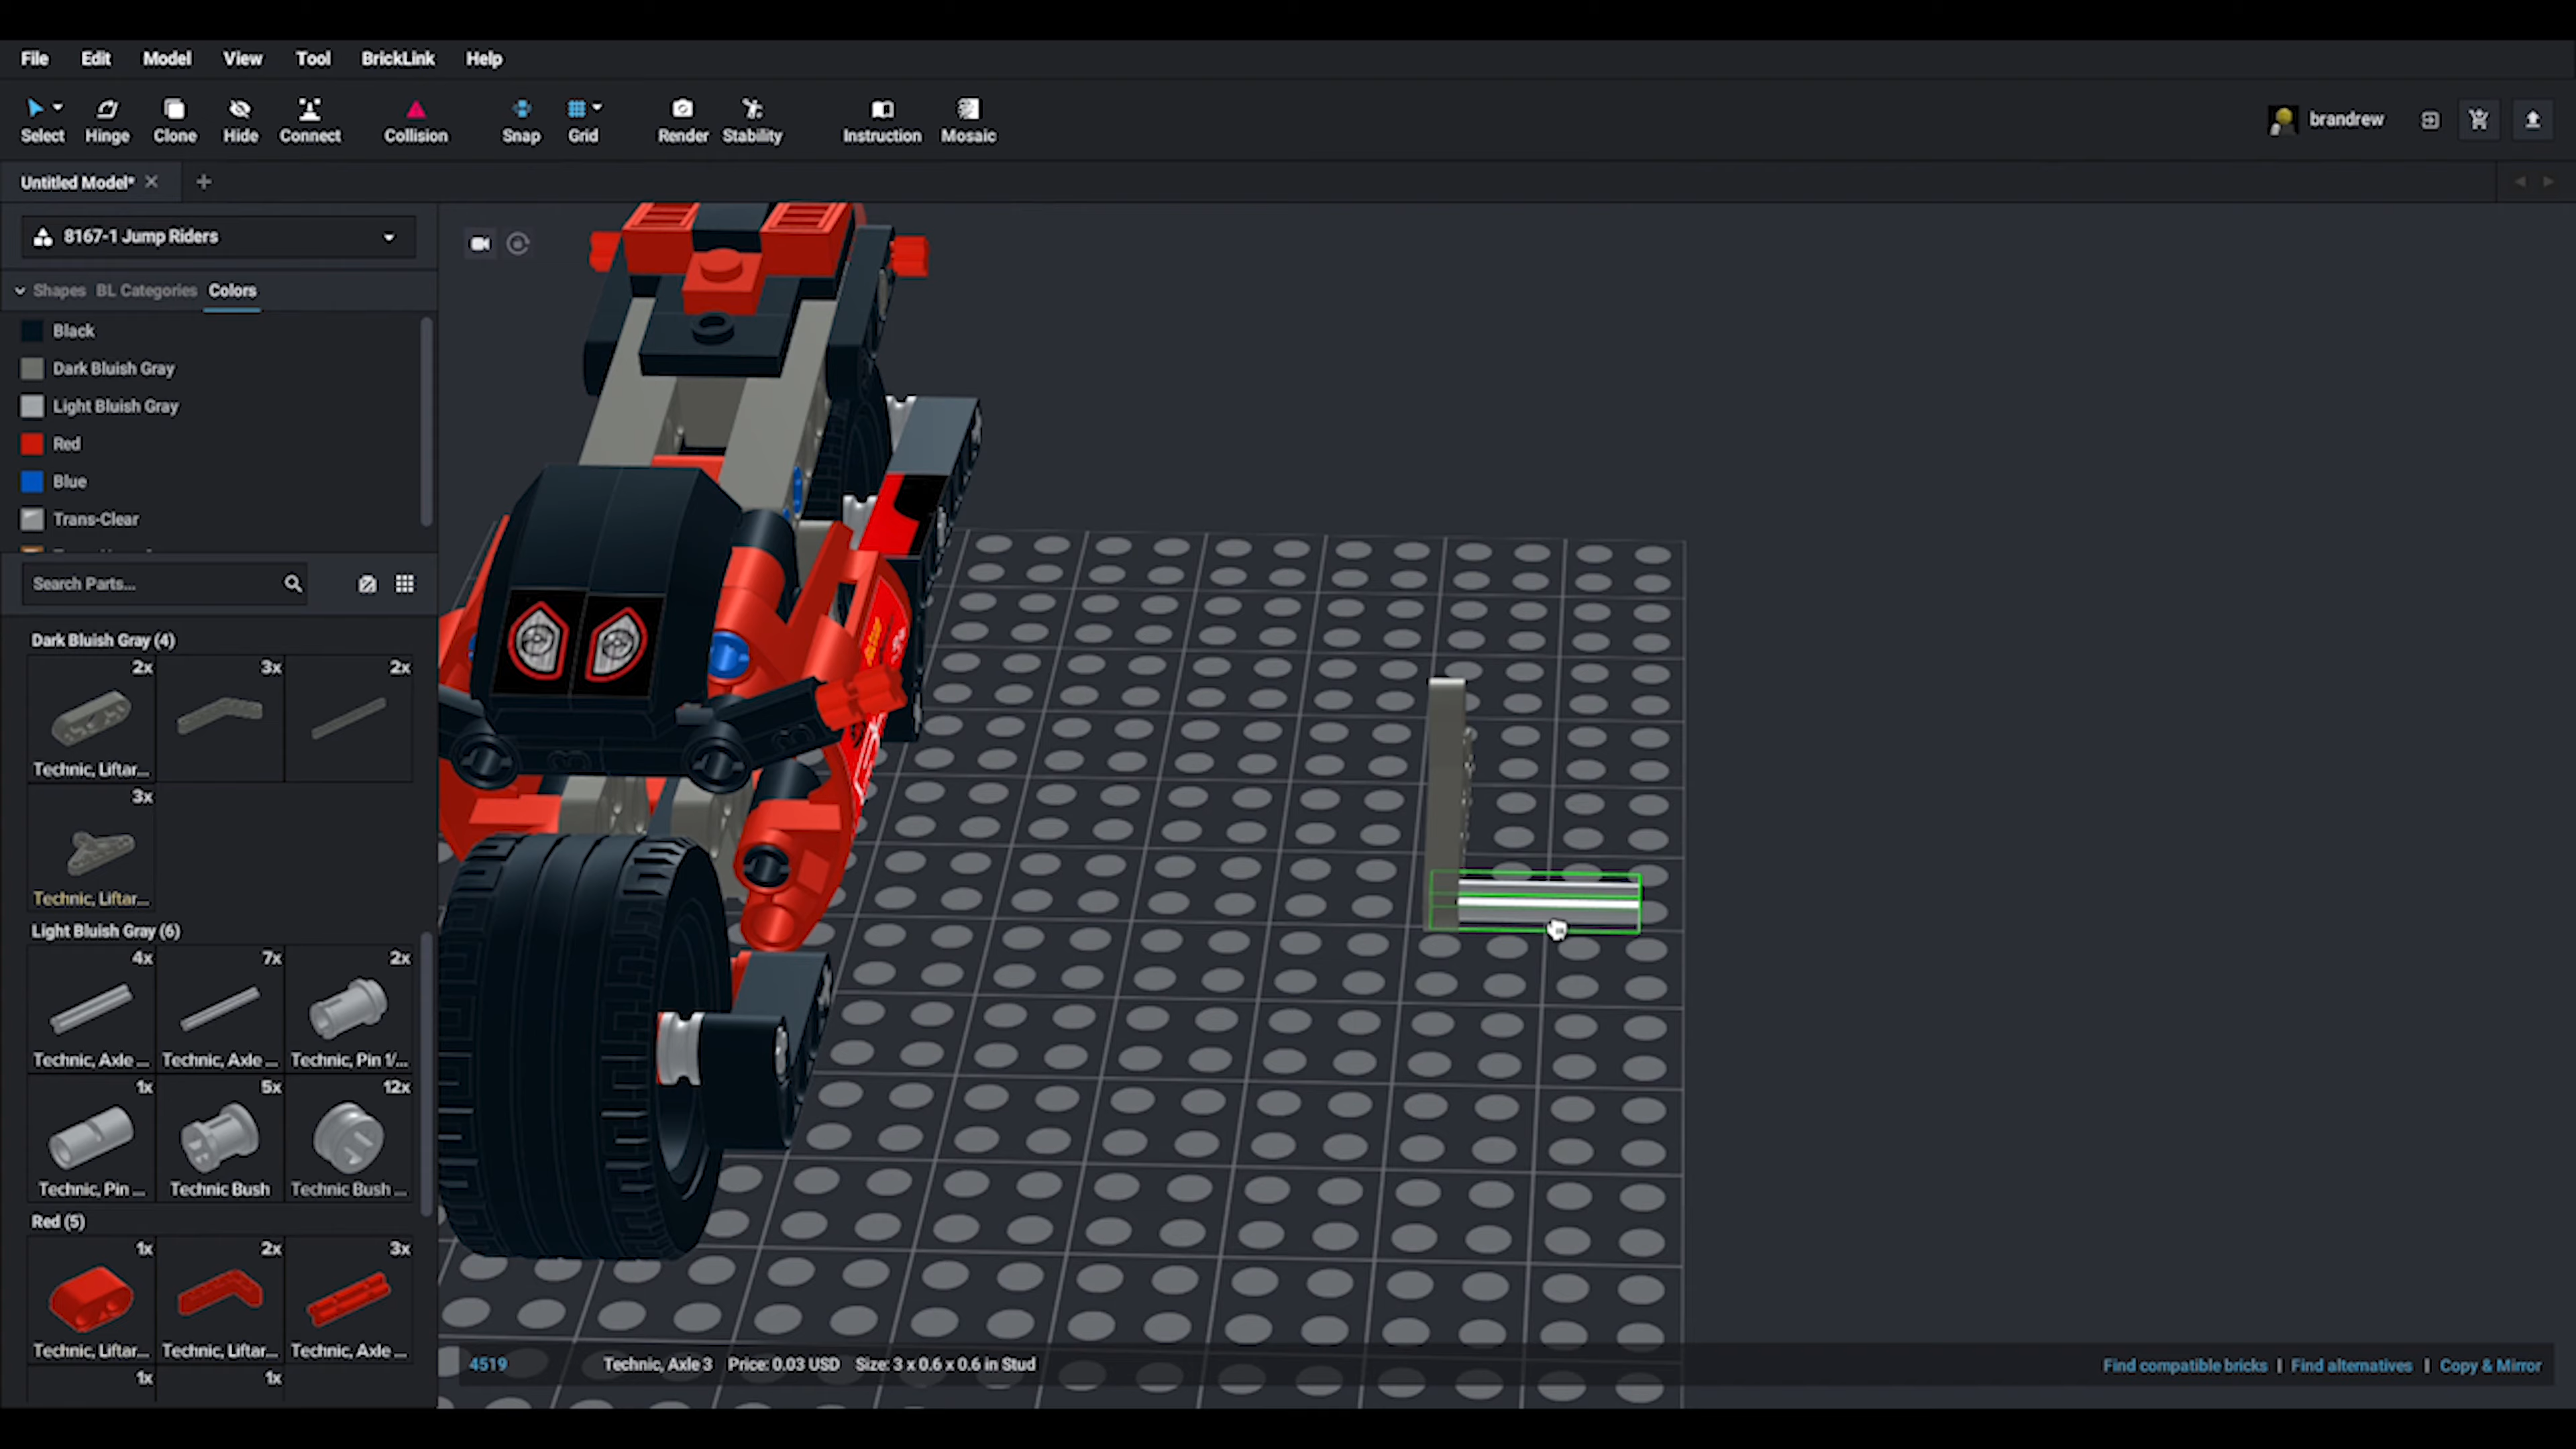 File Edit Model View Tool BrickLink Help
Select Hinge Clone Hide Connect Collision Snap Grid Render Stability Instruction Mosaic brandrew
Untitled Model*
8167-1 Jump Riders
Shapes BL Categories Colors
Black
Dark Bluish Gray
Light Bluish Gray
Red
Blue
Trans-Clear
Search Parts...
Dark Bluish Gray (4)
2x 3x 2x
Technic, Liftar...
3x
Technic, Liftar...
Light Bluish Gray (6)
4x 7x 2x
Technic, Axle ... Technic, Axle ... Technic, Pin 1/...
1x 5x 12x
Technic, Pin ... Technic Bush Technic Bush ...
Red (5)
1x 2x 3x
Technic, Liftar... Technic, Liftar... Technic, Axle ...
1x 1x
4519 Technic, Axle 3 Price: 0.03 USD Size: 3 x 0.6 x 0.6 in Stud
Find compatible bricks | Find alternatives | Copy & Mirror